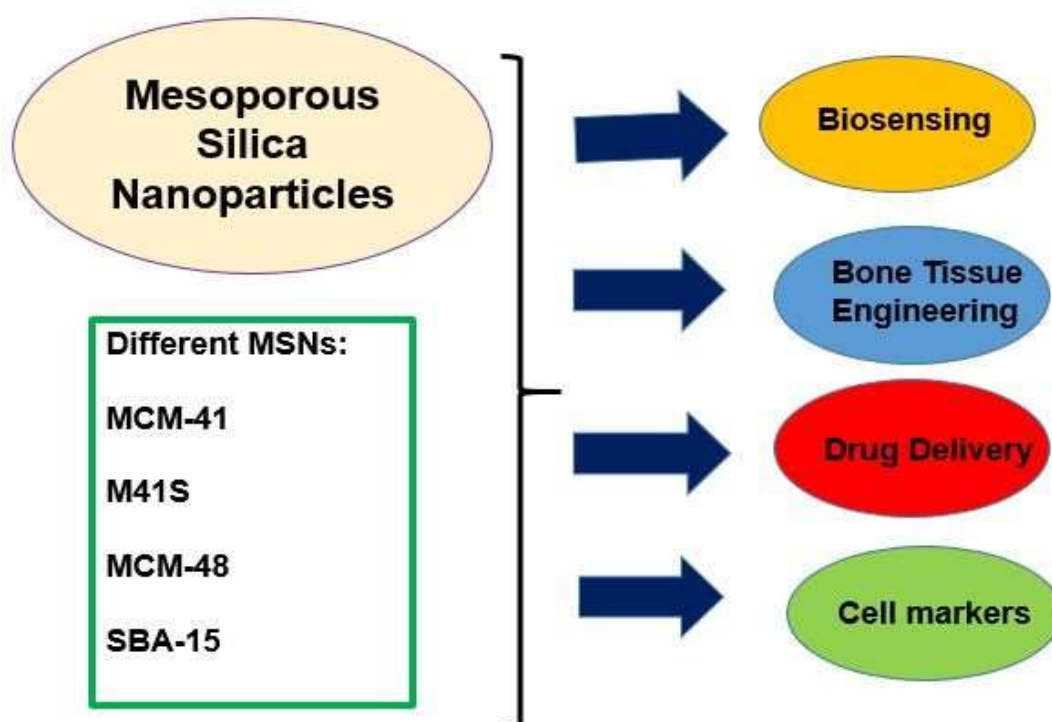 Mesoporous
Silica
Nanoparticles
Different MSNs:
MCM-41
M41S
MCM-48
SBA-15
Biosensing
Bone Tissue
Engineering
Drug Delivery
Cell markers